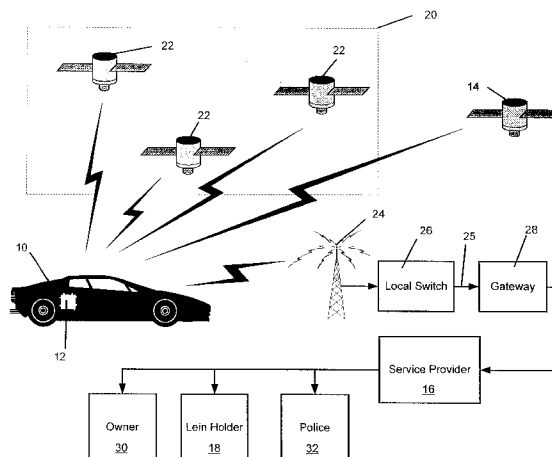 20
22
22
14
22
24
26
25
28
10
Local Switch
Gateway
12
Service Provider
16
Owner
30
Lein Holder
18
Police
32